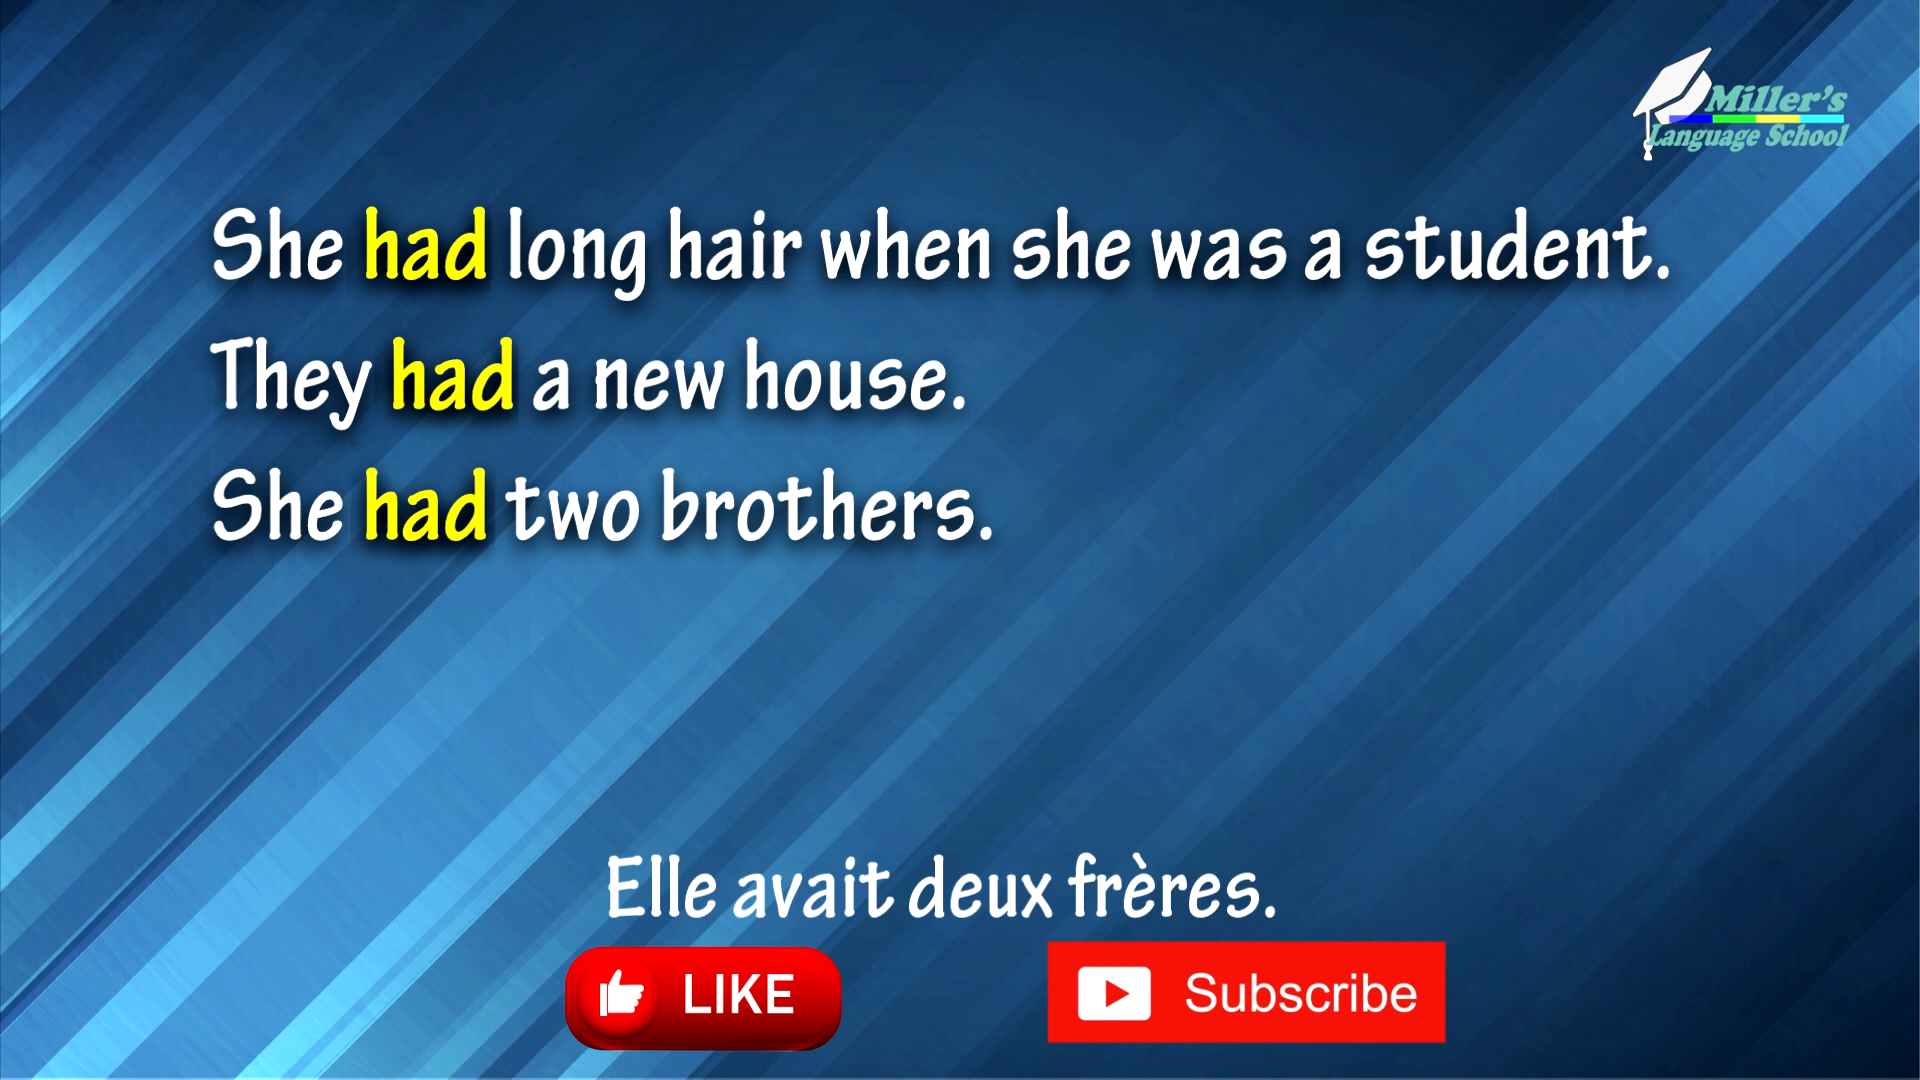 Miller's
Language School
She had long hair when she was a student.
They had a new house.
She had two brothers.
Elle avait deux frères.
LIKE
Subscribe